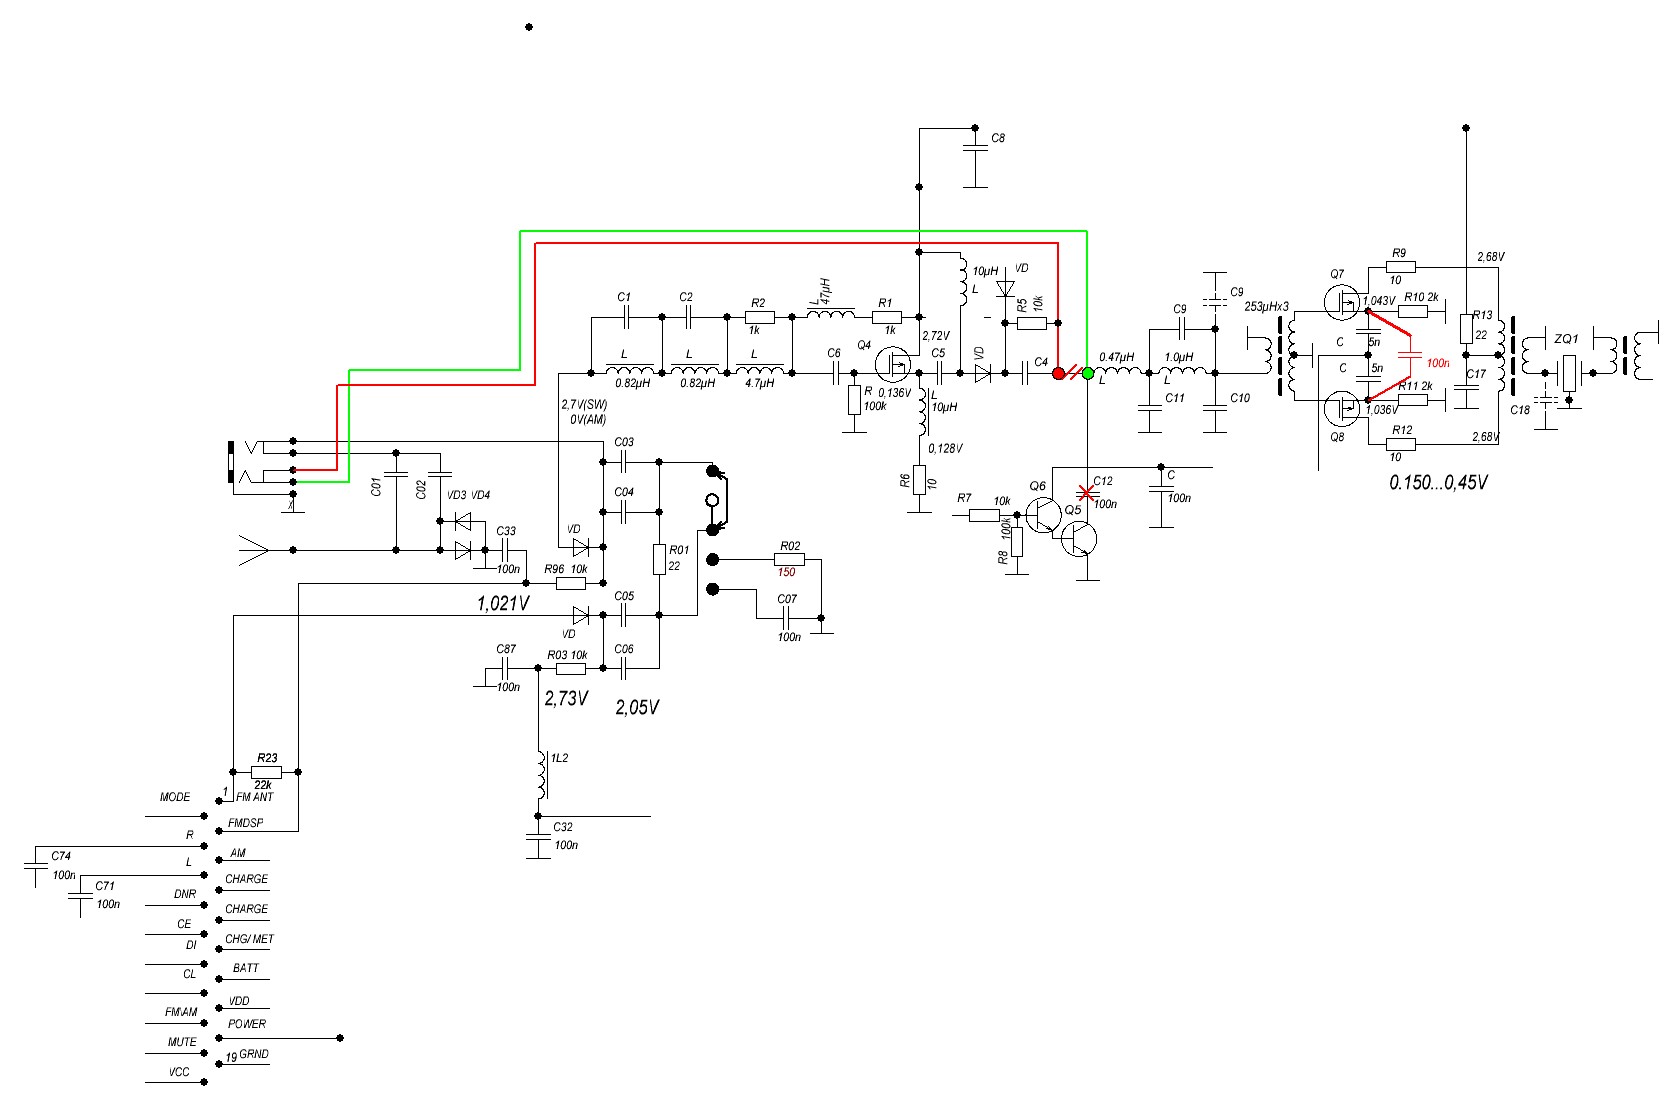 C8
10µH
L
VD
R5
10k
L
47µH
C1
C2
R2
1k
R1
1k
Q4
2,72V
L
0.82µH
L
0.82µH
L
4.7µH
C6
R
100k
0,136V
C5
VD
C4
L
10µH
0,128V
R6
10
0.47µH
L
1.0µH
L
C9
C9
C11
C10
253µHx3
Q7
R9
10
2,68V
1,043V
R10 2k
C
5n
C
5n
100n
R13
22
R11 2k
1,036V
Q8
R12
10
2,68V
C17
C18
ZQ1
0.150...0,45V
2,7V(SW)
0V(AM)
X
C01
C02
VD3 VD4
C33
100n
C03
C04
VD
R01
22
R96 10k
1,021V
C05
VD
R02
150
C07
100n
C87
100n
R03 10k
C06
2,73V
2,05V
R7
10k
Q6
Q5
R8
100k
C12
100n
C
100n
1L2
C32
100n
R23
22k
MODE
1
FM ANT
FMDSP
R
C74
100n
L
AM
C71
100n
CHARGE
DNR
CHARGE
CE
DI
CHG/ MET
CL
BATT
VDD
FM\AM
POWER
MUTE
19 GRND
VCC